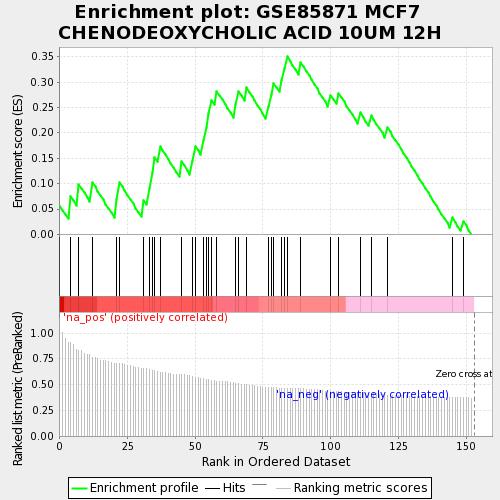 Enrichment plot: GSE85871 MCF7
CHENODEOXYCHOLIC ACID 10UM 12H
Enrichment score (ES)
0.35
0.30
0.25
0.20
0.15
0.10
0.05
0.00
'na_pos' (positively correlated)
Ranked list metric (PreRanked)
1.00
0.75
0.50
0.25
0.00
Zero cross at
'na_neg' (negatively correlated)
0
25
50
75
100
125
150
Rank in Ordered Dataset
Enrichment profile
Hits
Ranking metric scores